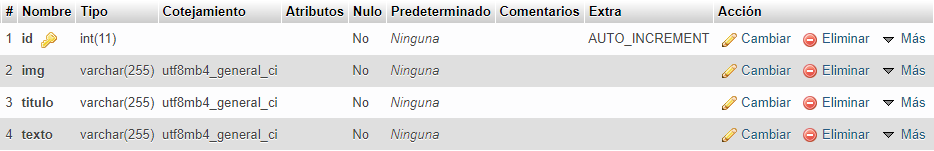 # Nombre Tipo Cotejamiento Atributos Nulo Predeterminado Comentarios Extra Acción
1 id int(11) No Ninguna AUTO_INCREMENT Cambiar Eliminar Más
2 img varchar(255) utf8mb4_general_ci No Ninguna Cambiar Eliminar Más
3 titulo varchar(255) utf8mb4_general_ci No Ninguna Cambiar Eliminar Más
4 texto varchar(255) utf8mb4_general_ci No Ninguna Cambiar Eliminar Más